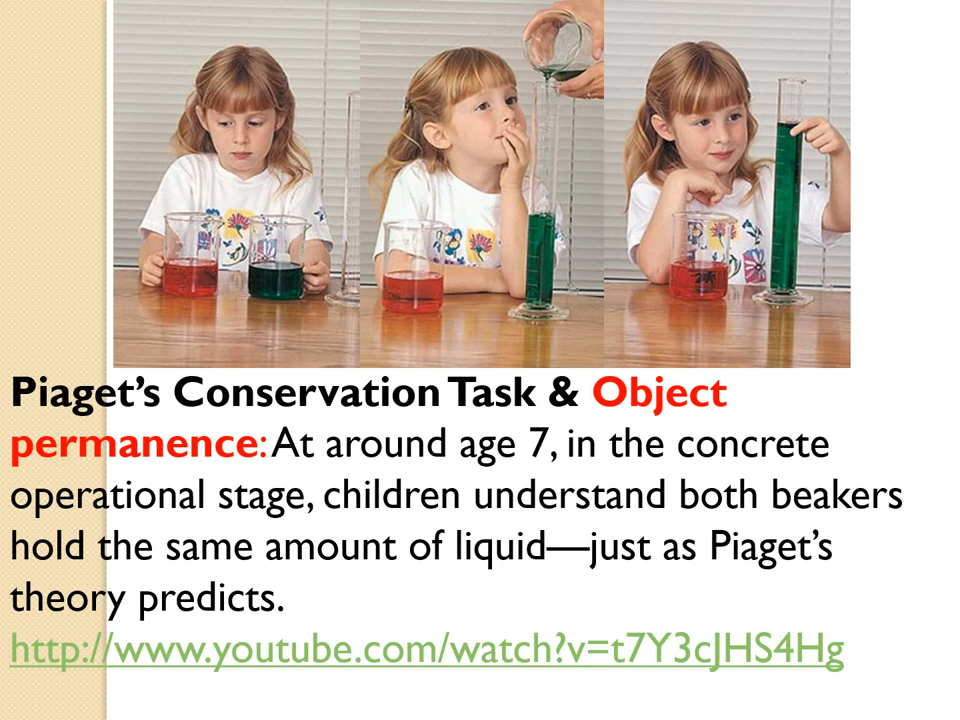 Piaget’s Conservation Task & Object
permanence: At around age 7, in the concrete
operational stage, children understand both beakers
hold the same amount of liquid—just as Piaget’s
theory predicts.
http://www.youtube.com/watch?v=t7Y3cJHS4Hg